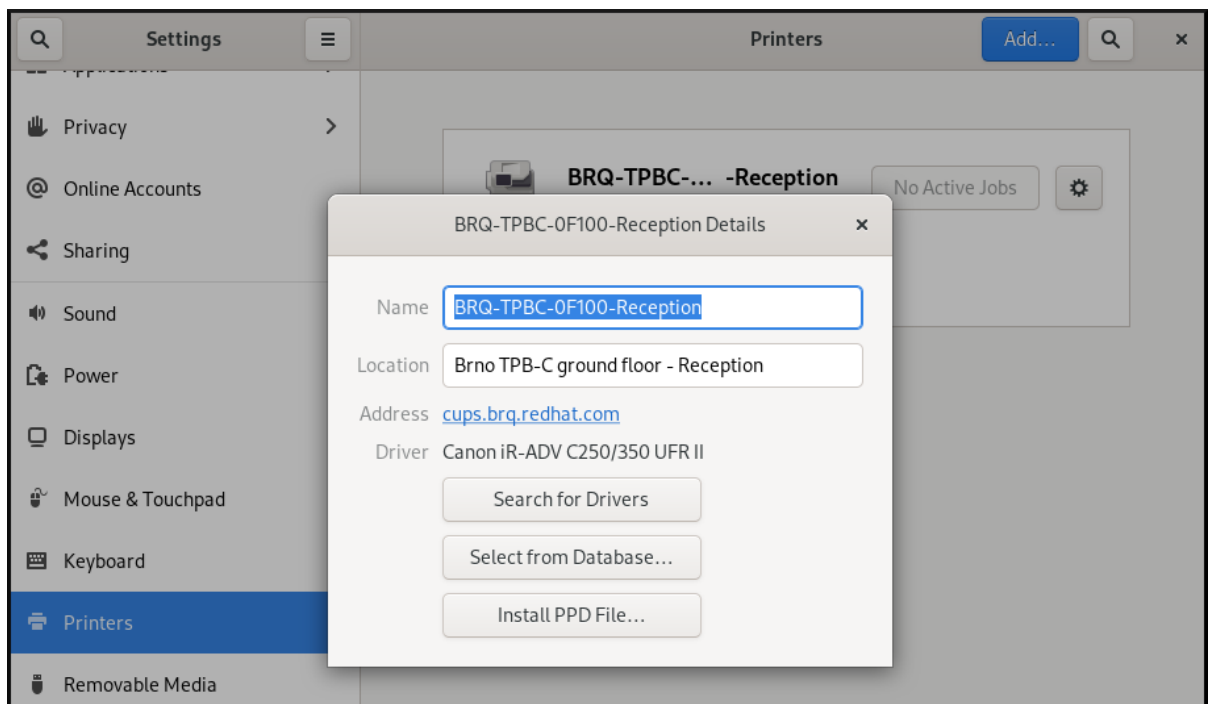 Settings
Printers
Add...
Applications
Privacy
Online Accounts
Sharing
Sound
Power
Displays
Mouse & Touchpad
Keyboard
Printers
Removable Media
BRQ-TPBC-... -Reception
No Active Jobs
BRQ-TPBC-0F100-Reception Details
Name BRQ-TPBC-0F100-Reception
Location Brno TPB-C ground floor - Reception
Address cups.brq.redhat.com
Driver Canon iR-ADV C250/350 UFR II
Search for Drivers
Select from Database...
Install PPD File...